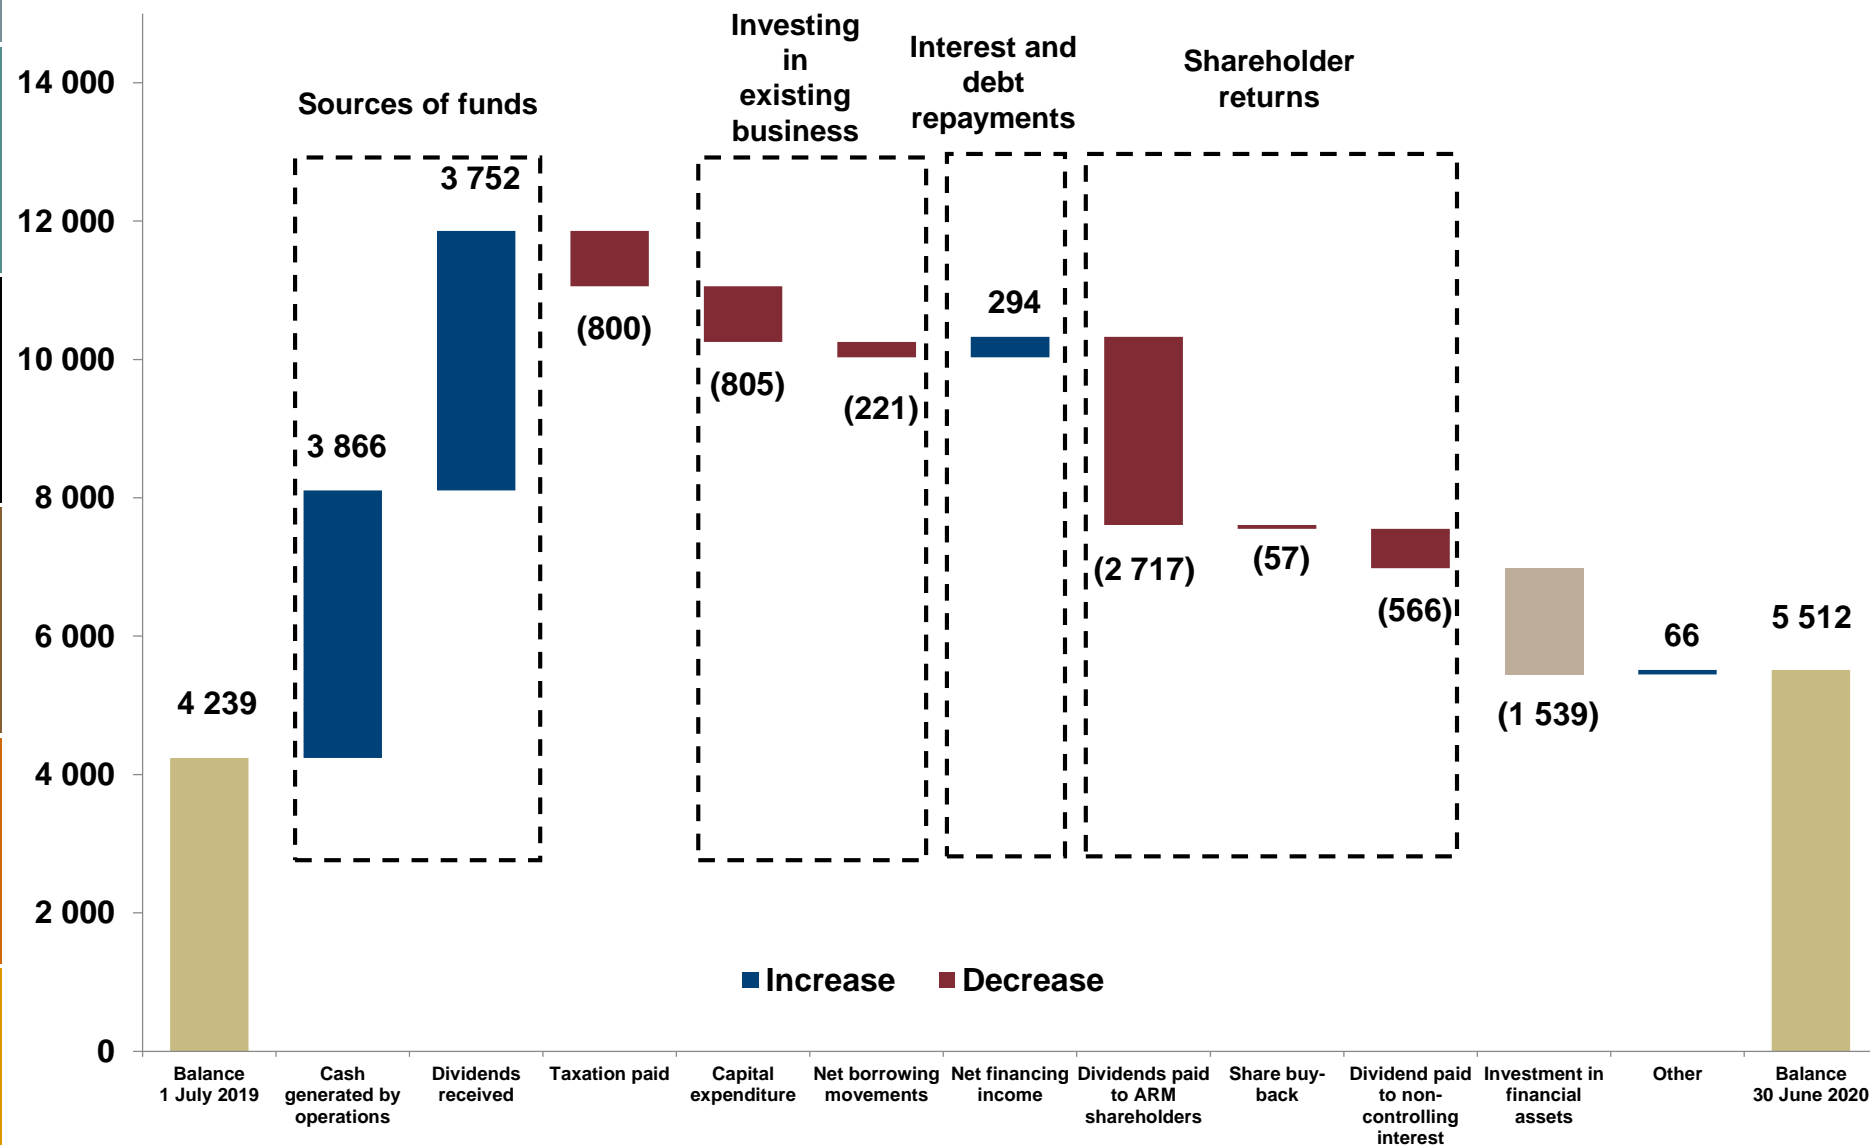 Investing
in
existing
business
Interest and
debt
repayments
Shareholder
returns
Sources of funds
14 000
12 000
10 000
8 000
6 000
4 000
2 000
0
4 239
3 866
3 752
(800)
(805)
(221)
294
(2 717)
(57)
(566)
(1 539)
66
5 512
Increase
Decrease
Balance
1 July 2019
Cash
generated by
operations
Dividends
received
Taxation paid
Capital
expenditure
Net borrowing
movements
Net financing
income
Dividends paid
to ARM
shareholders
Share buy-
back
Dividend paid
to non-
controlling
interest
Investment in
financial
assets
Other
Balance
30 June 2020